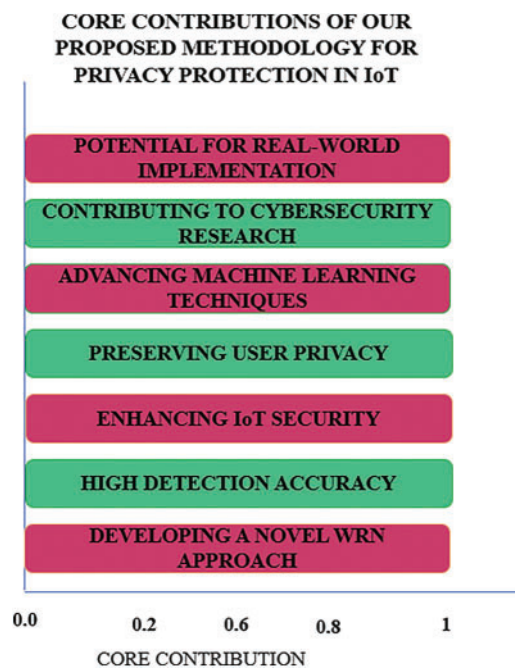 CORE CONTRIBUTIONS OF OUR
PROPOSED METHODOLOGY FOR
PRIVACY PROTECTION IN IoT
POTENTIAL FOR REAL-WORLD
IMPLEMENTATION
CONTRIBUTING TO CYBERSECURITY
RESEARCH
ADVANCING MACHINE LEARNING
TECHNIQUES
PRESERVING USER PRIVACY
ENHANCING IoT SECURITY
HIGH DETECTION ACCURACY
DEVELOPING A NOVEL WRN
APPROACH
0.0 0.2 0.6 0.8 1
CORE CONTRIBUTION